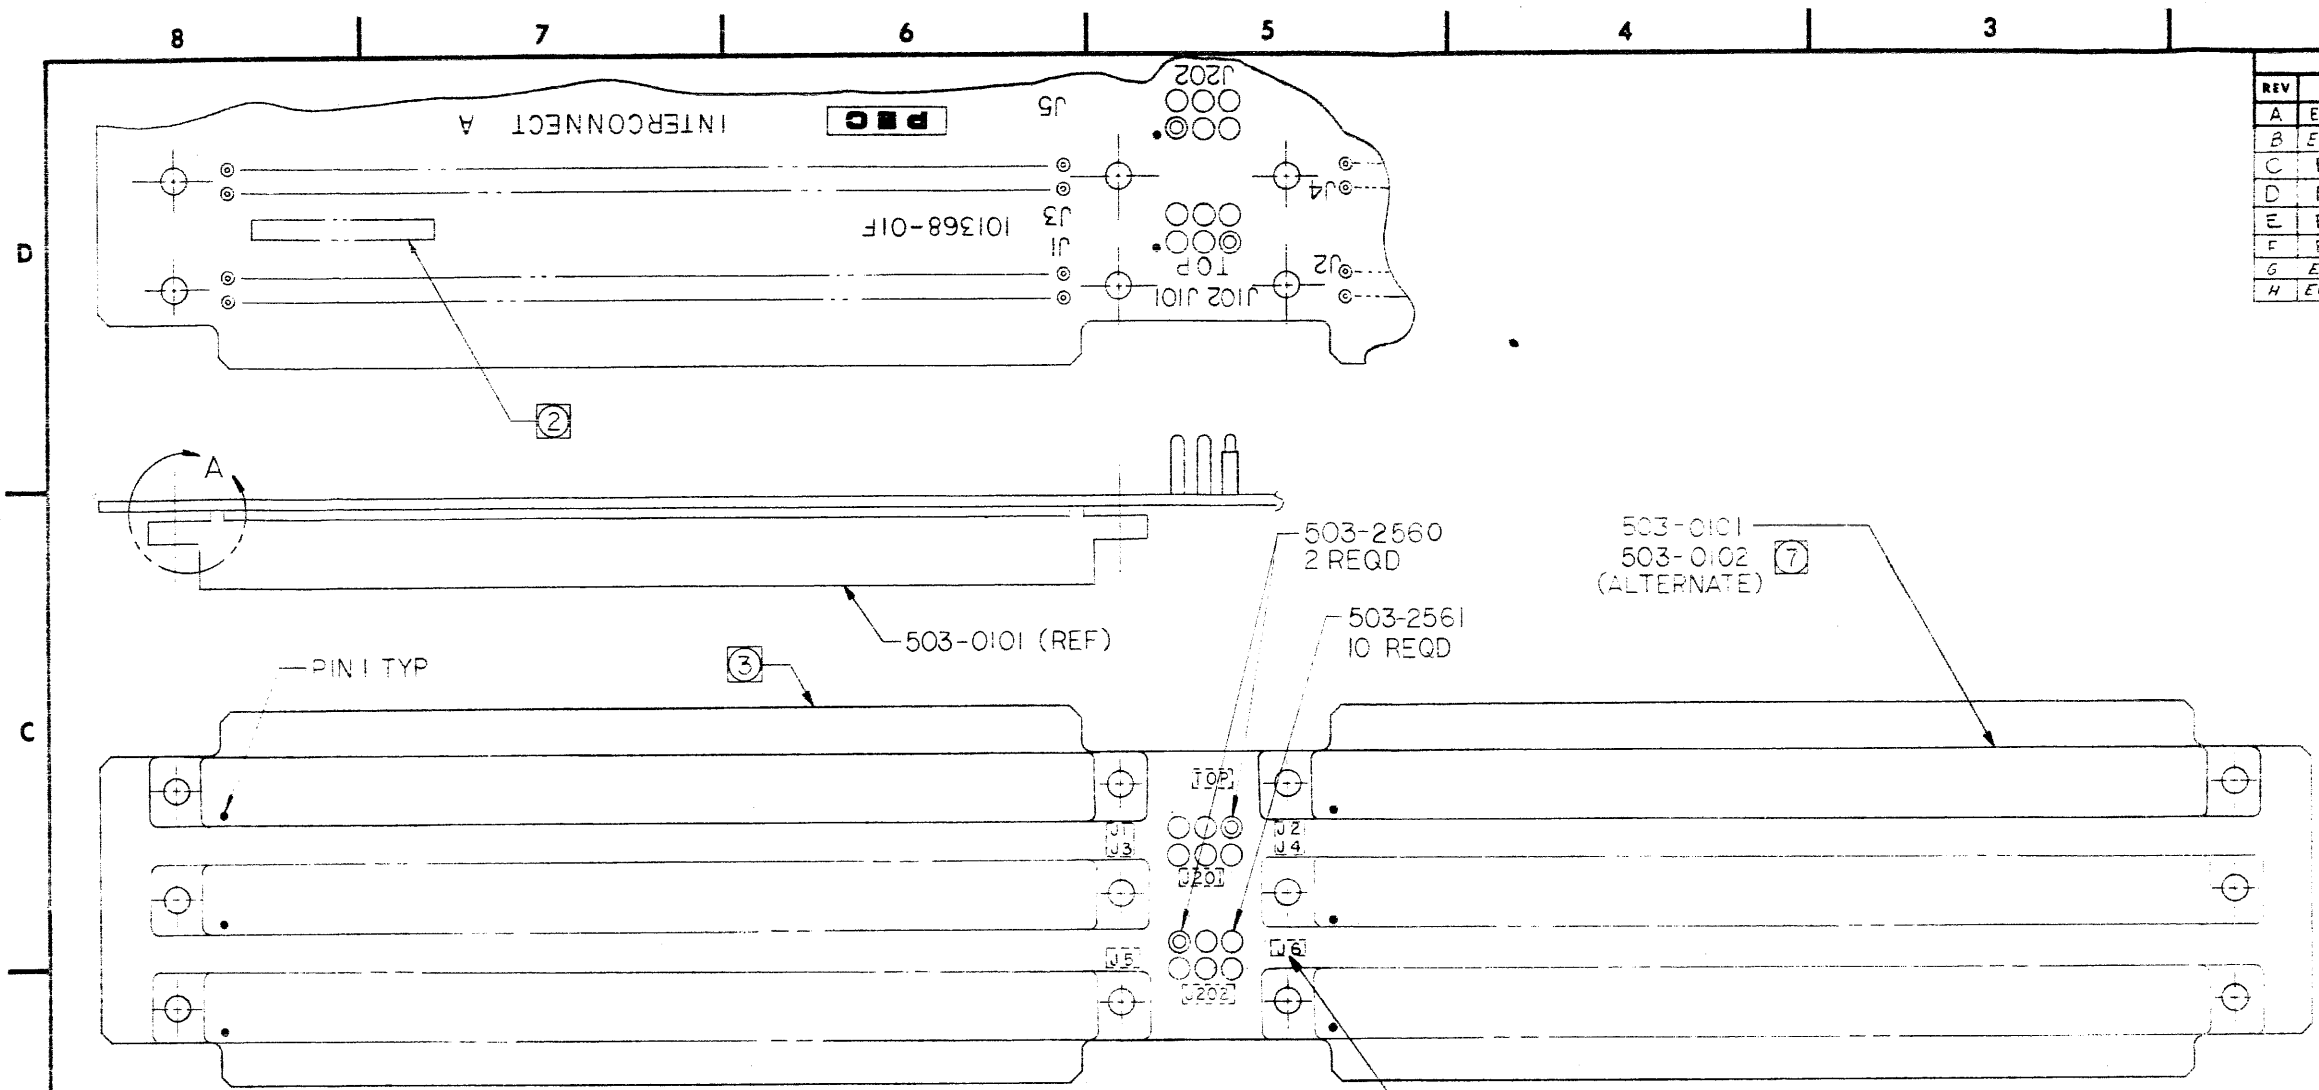 8 7 6 5 4 3
REV
A E
B E
C E
D E
E E
F E
G E
H EC
D
C
J202
J5
PEC
INTERCONNECT A
J4
J3
101368-01F
J1
J2
TOP
J102 J101
2
A
503-2560
2 REQD
503-0101
503-0102 7
(ALTERNATE)
503-2561
10 REQD
503-0101 (REF)
3
PIN 1 TYP
TOP
J1 J2
J3 J4
J201
J5 J6
J202